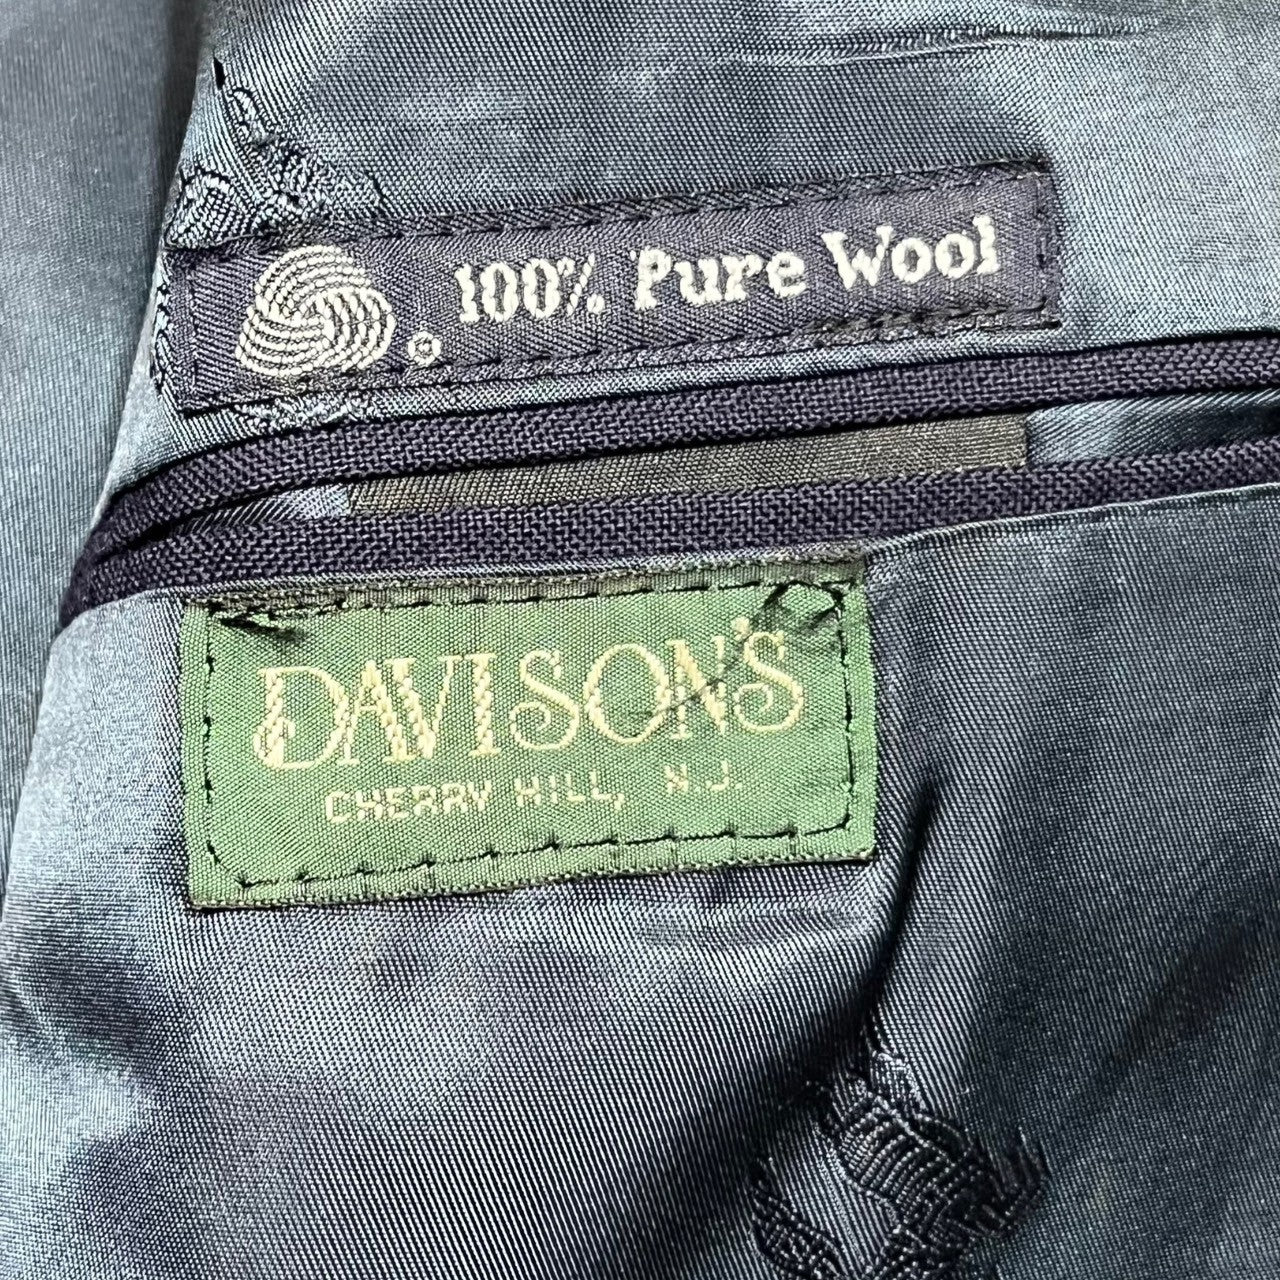 ® 100% Pure Wool
DAVISON'S
CHERRY HILL, N.J.